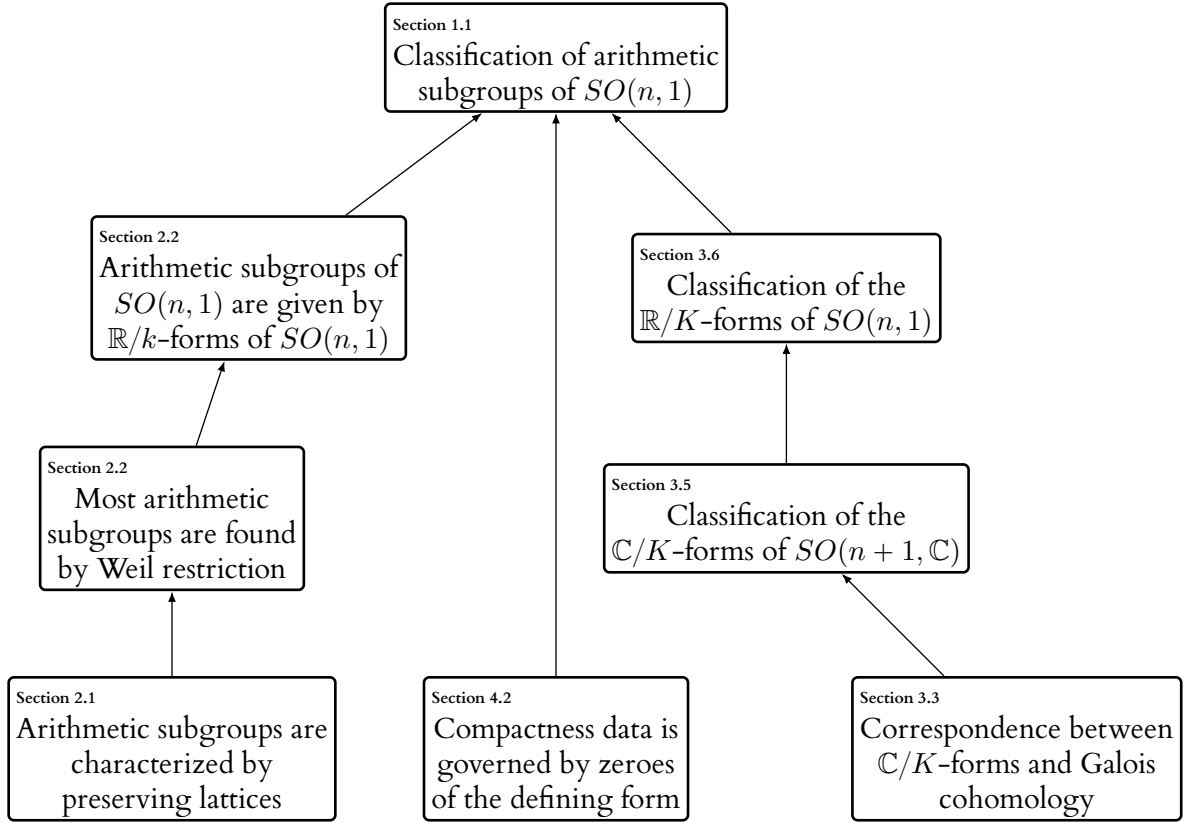 Section 1.1
Classification of arithmetic
subgroups of SO(n, 1)
Section 2.2
Arithmetic subgroups of
SO(n, 1) are given by
ℝ/k-forms of SO(n, 1)
Section 3.6
Classification of the
ℝ/K-forms of SO(n, 1)
Section 2.2
Most arithmetic
subgroups are found
by Weil restriction
Section 3.5
Classification of the
ℂ/K-forms of SO(n + 1, ℂ)
Section 2.1
Arithmetic subgroups are
characterized by
preserving lattices
Section 4.2
Compactness data is
governed by zeroes
of the defining form
Section 3.3
Correspondence between
ℂ/K-forms and Galois
cohomology